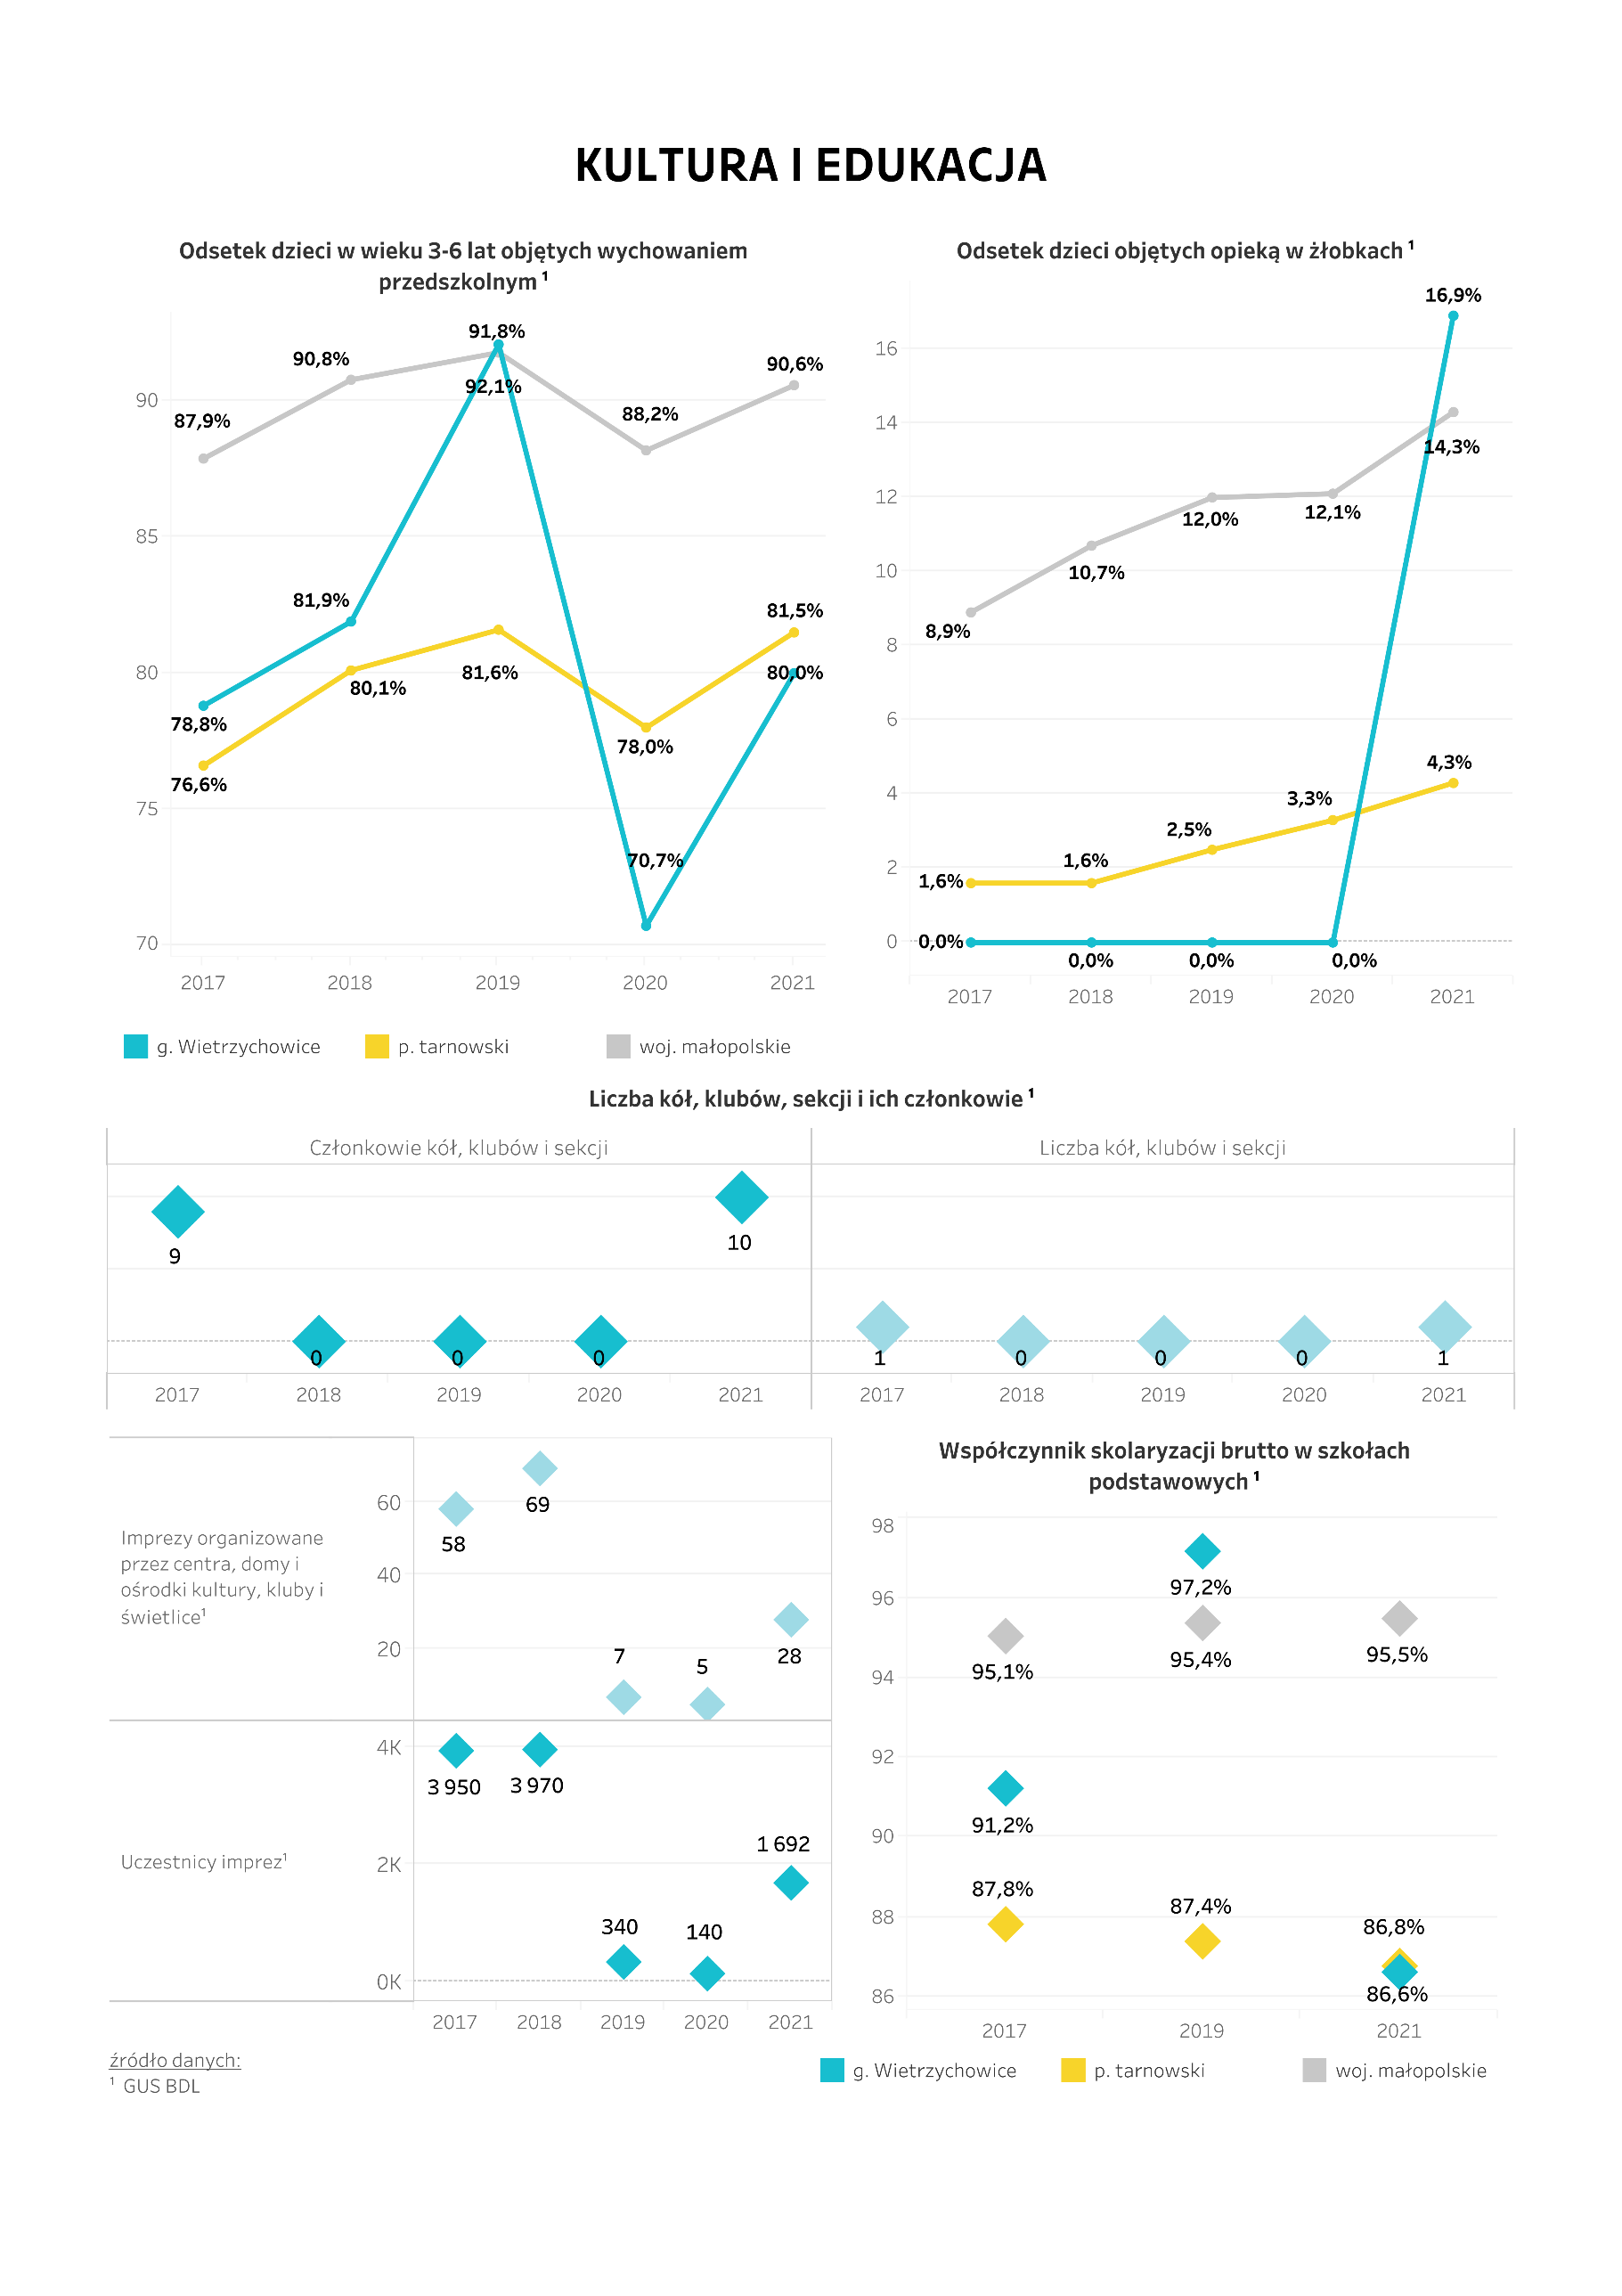 KULTURA I EDUKACJA
Odsetek dzieci w wieku 3-6 lat objętych wychowaniem
przedszkolnym ¹
91,8%
90,8%
90,6%
92,1%
90
88,2%
87,9%
85
81,9%
81,5%
80
81,6%
80,0%
80,1%
78,8%
78,0%
76,6%
75
70,7%
70
2017 2018 2019 2020 2021
Odsetek dzieci objętych opieką w żłobkach ¹
16,9%
16
14
14,3%
12
12,0%
12,1%
10
10,7%
8,9%
8
6
4,3%
4
3,3%
2,5%
2
1,6%
1,6%
0
0,0%
0,0%
0,0%
0,0%
2017 2018 2019 2020 2021
g. Wietrzychowice p. tarnowski woj. małopolskie
Liczba kół, klubów, sekcji i ich członkowie ¹
Członkowie kół, klubów i sekcji
9
10
0 0 0
2017 2018 2019 2020 2021
Liczba kół, klubów i sekcji
1 0 0 0 1
2017 2018 2019 2020 2021
Imprezy organizowane
przez centra, domy i
ośrodki kultury, kluby i
świetlice¹
60
40
20
58
69
7
5
28
Uczestnicy imprez¹
4K
2K
0K
3 950
3 970
340
140
1 692
2017 2018 2019 2020 2021
Współczynnik skolaryzacji brutto w szkołach
podstawowych ¹
98
97,2%
96
95,1%
95,4%
95,5%
94
92
91,2%
90
87,8%
87,4%
88
86,8%
86,6%
86
2017 2019 2021
g. Wietrzychowice p. tarnowski woj. małopolskie
źródło danych:
¹ GUS BDL